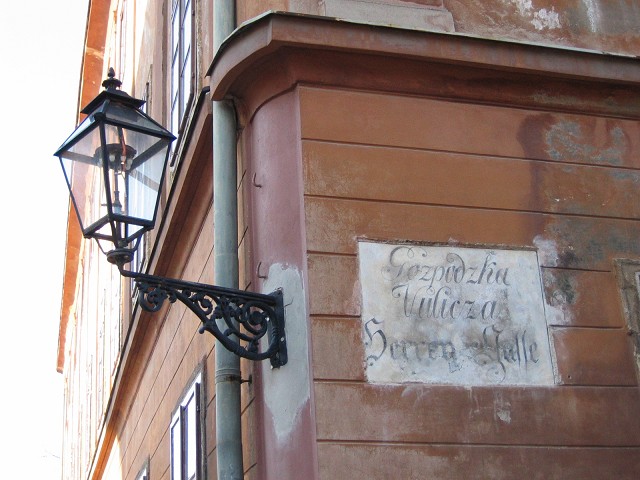 Gozpodzka
Vulicza
Herren Gasse